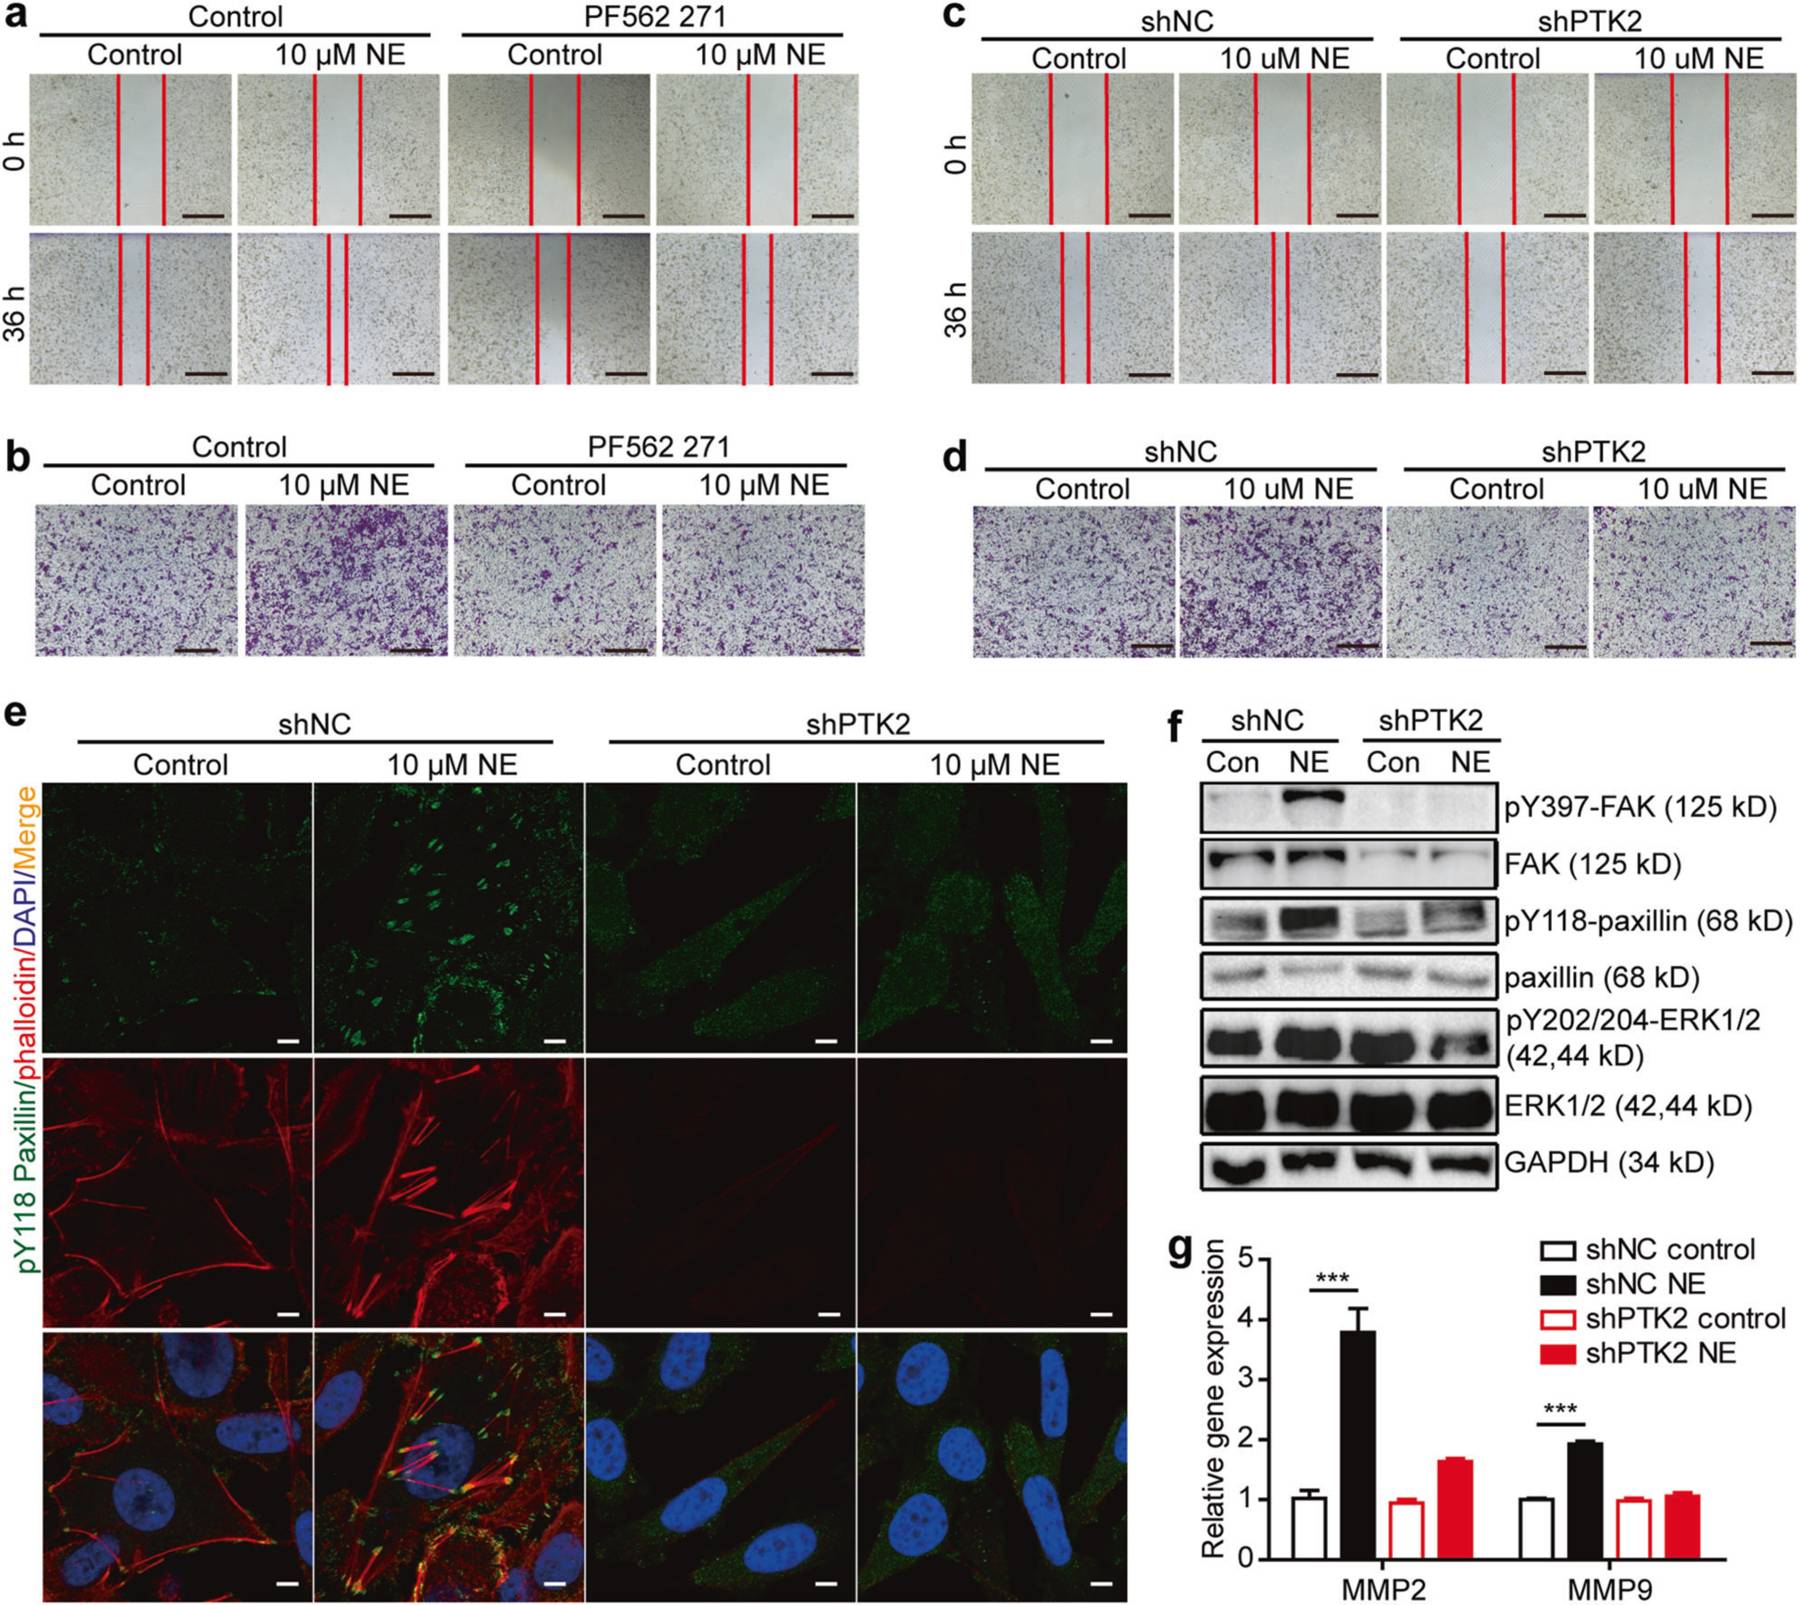 a
Control
PF562 271
Control
10 µM NE
Control
10 µM NE
0 h
36 h
c
shNC
shPTK2
Control
10 uM NE
Control
10 uM NE
0 h
36 h
b
Control
PF562 271
Control
10 µM NE
Control
10 µM NE
d
shNC
shPTK2
Control
10 uM NE
Control
10 uM NE
e
shNC
shPTK2
Control
10 µM NE
Control
10 µM NE
pY118 Paxillin/phalloidin/DAPI/Merge
f
shNC
shPTK2
Con NE Con NE
pY397-FAK (125 kD)
FAK (125 kD)
pY118-paxillin (68 kD)
paxillin (68 kD)
pY202/204-ERK1/2
(42,44 kD)
ERK1/2 (42,44 kD)
GAPDH (34 kD)
g
Relative gene expression
5
4
3
2
1
0
***
***
shNC control
shNC NE
shPTK2 control
shPTK2 NE
MMP2
MMP9